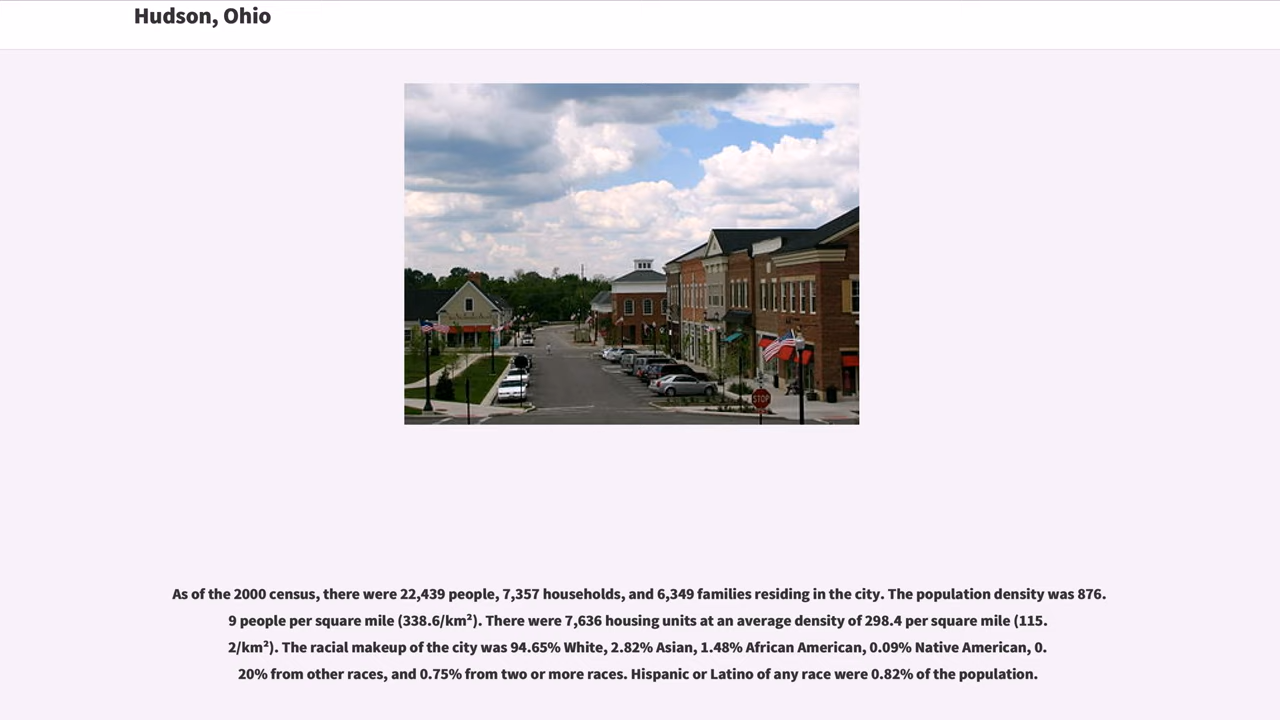 Hudson, Ohio
STOP
As of the 2000 census, there were 22,439 people, 7,357 households, and 6,349 families residing in the city. The population density was 876.
9 people per square mile (338.6/km²). There were 7,636 housing units at an average density of 298.4 per square mile (115.
2/km²). The racial makeup of the city was 94.65% White, 2.82% Asian, 1.48% African American, 0.09% Native American, 0.
20% from other races, and 0.75% from two or more races. Hispanic or Latino of any race were 0.82% of the population.